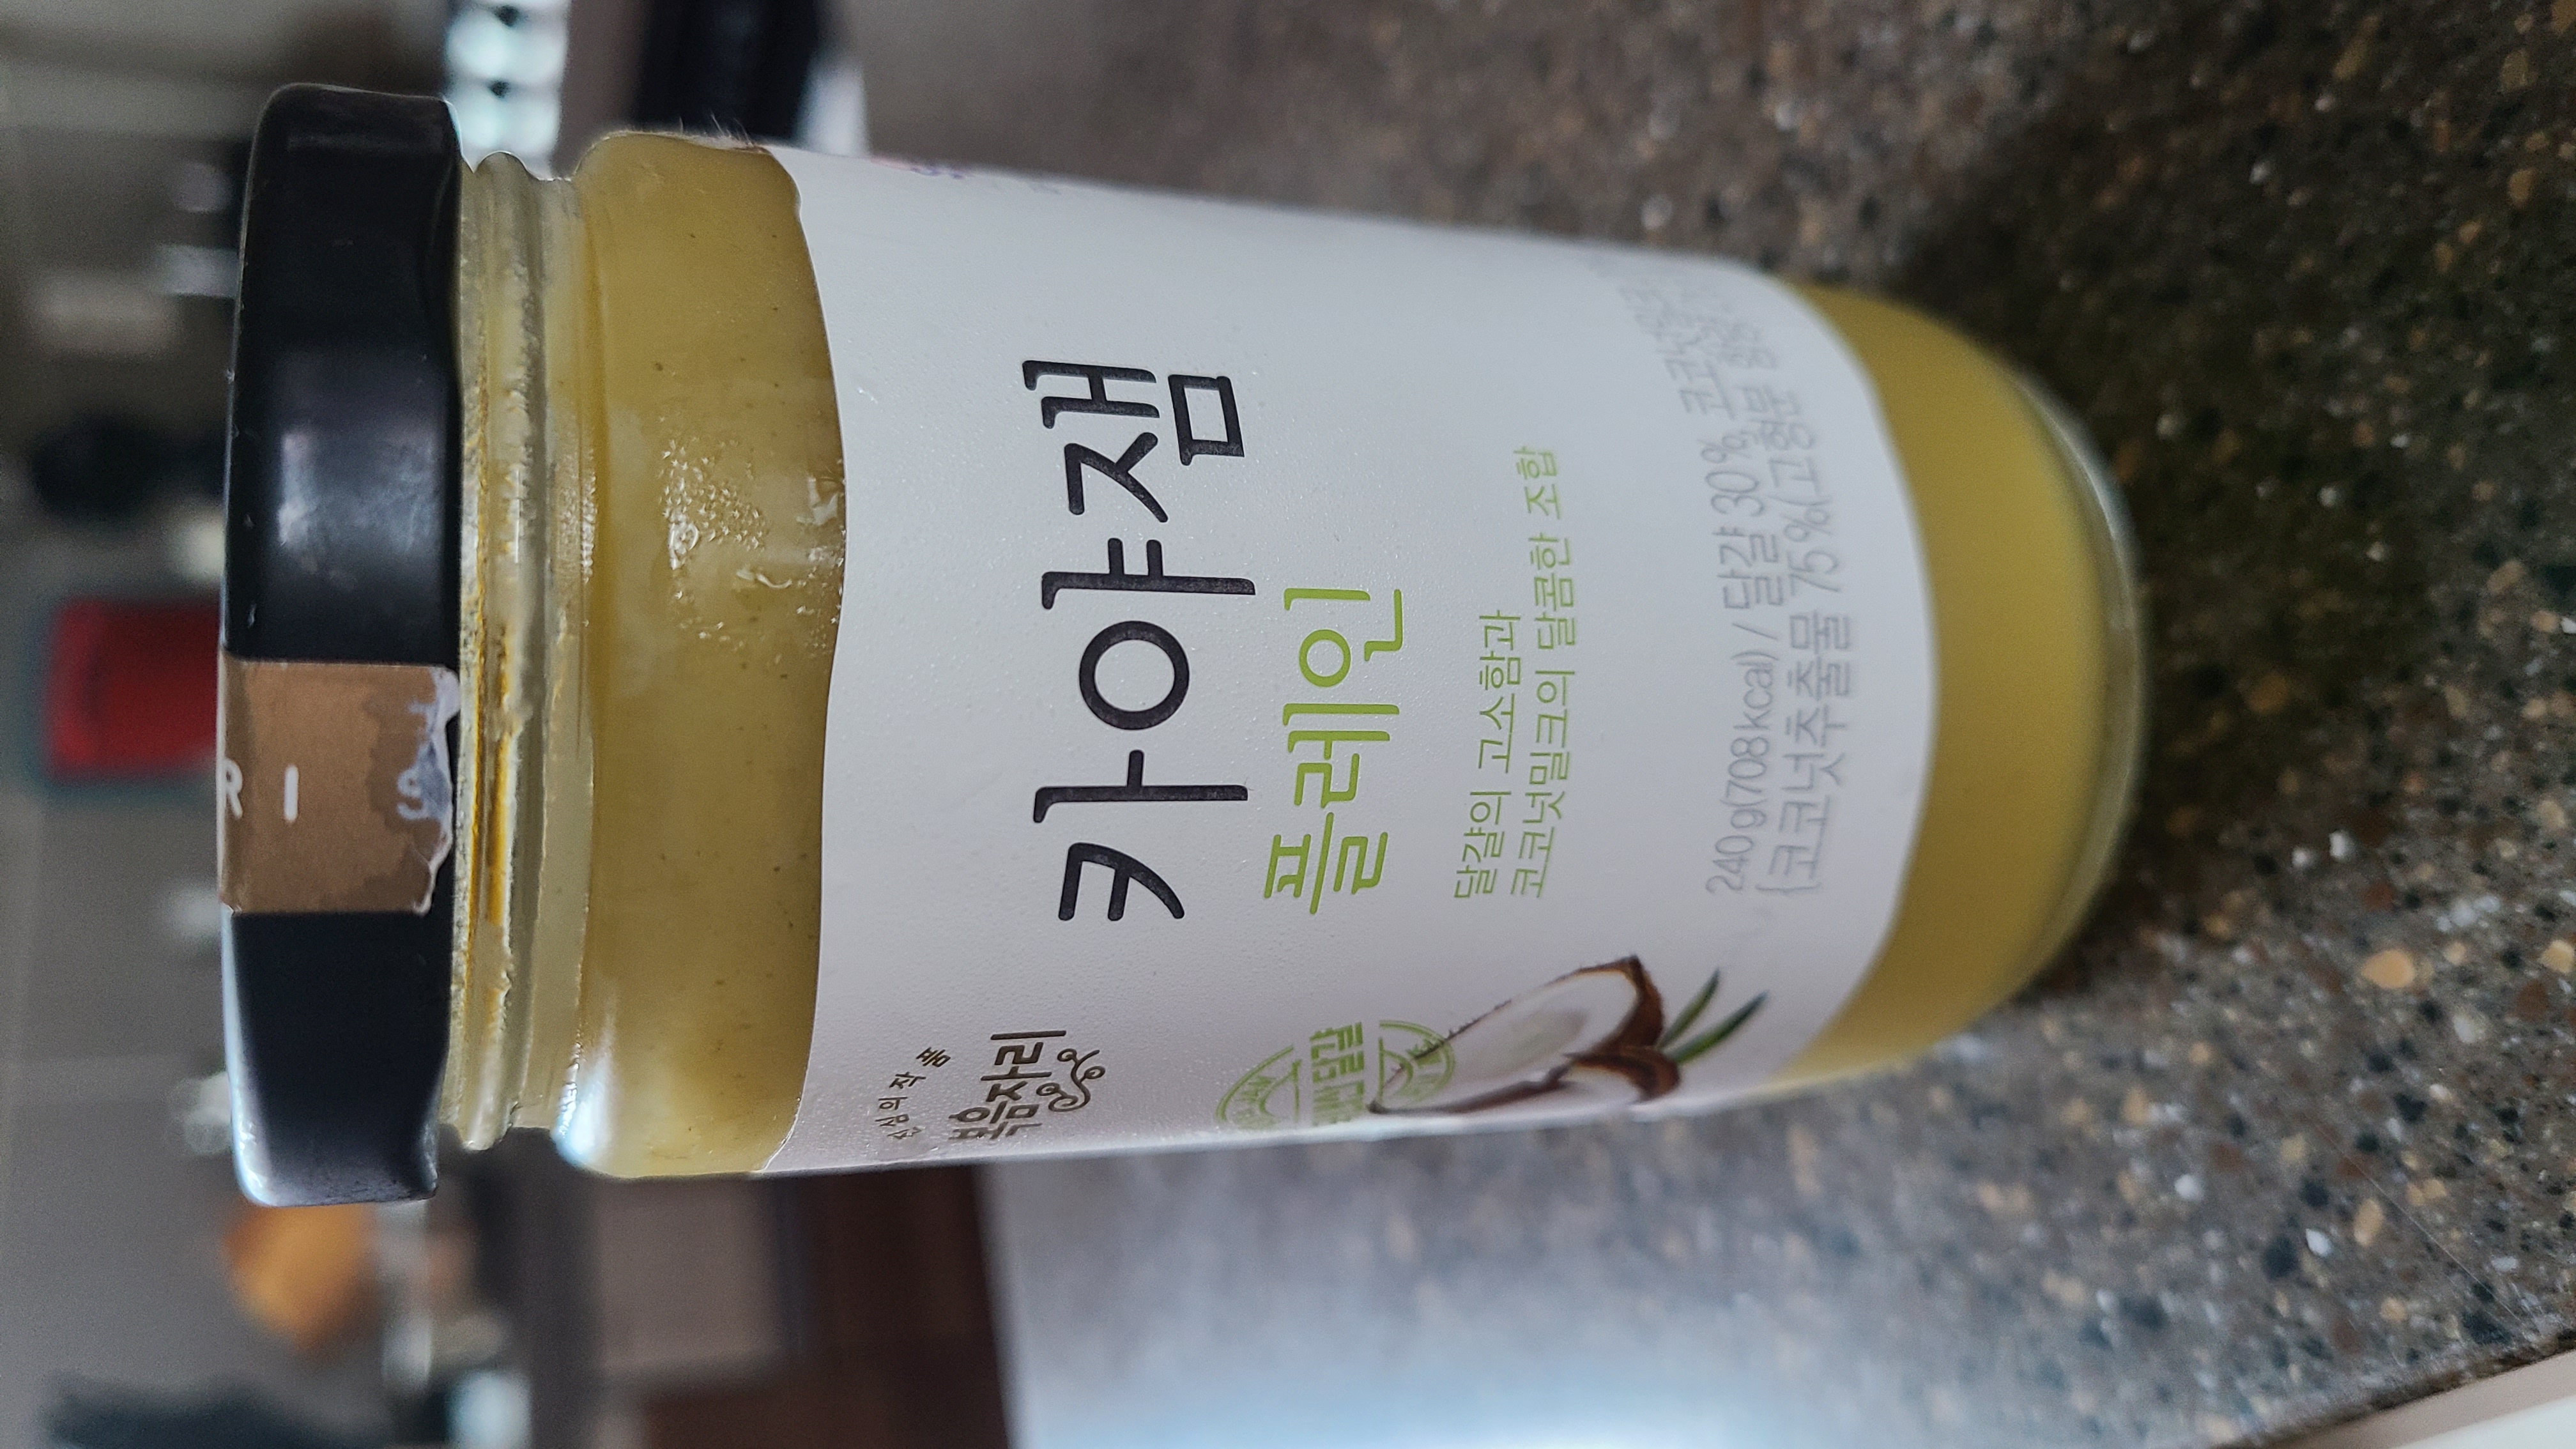 복음자리
카야잼
플레인
달걀의 고소함과
코코넛밀크의 달콤한 조합
240g(708kcal) / 달걀 30%,
(코코넛추출물 75%(고형분
RI